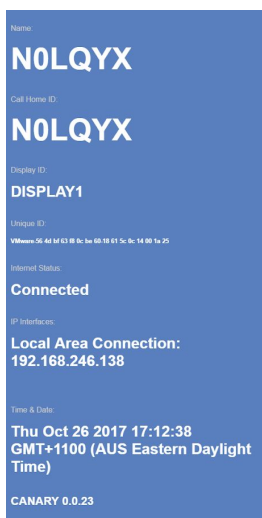 Name:
N0LQYX
Call Home ID:
N0LQYX
Display ID:
DISPLAY1
Unique ID:
VMware-56 4d bf 63 f8 0c be 60-18 61 5c 0c 14 00 1a 25
Internet Status:
Connected
IP Interfaces:
Local Area Connection:
192.168.246.138
Time & Date:
Thu Oct 26 2017 17:12:38
GMT+1100 (AUS Eastern Daylight
Time)
CANARY 0.0.23